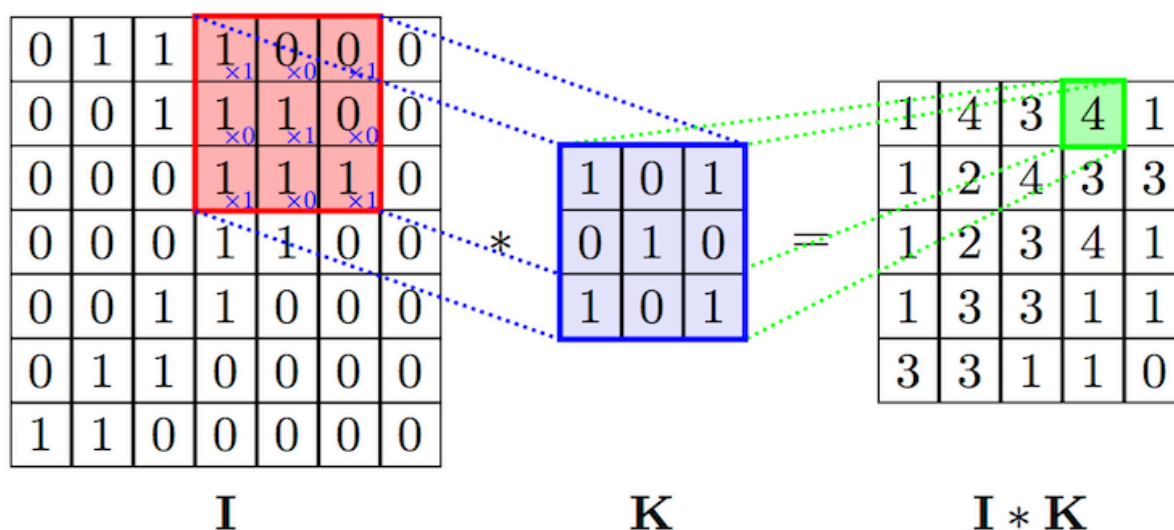 0 1 1 1×1 0×0 0×1 0
0 0 1 1×0 1×1 0×0 0
0 0 0 1×1 1×0 1×1 0
0 0 0 1 1 0 0
0 0 1 1 0 0 0
0 1 1 0 0 0 0
1 1 0 0 0 0 0
I
*
1 0 1
0 1 0
1 0 1
K
=
1 4 3 4 1
1 2 4 3 3
1 2 3 4 1
1 3 3 1 1
3 3 1 1 0
I * K